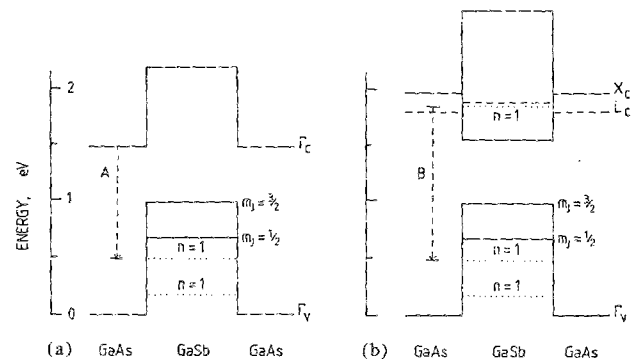 2
1
0
ENERGY, eV
A
Γc
mj = 3/2
mj = 1/2
n = 1
n = 1
Γv
(a) GaAs GaSb GaAs
Xc
Lc
n = 1
B
mj = 3/2
mj = 1/2
n = 1
n = 1
Γv
(b) GaAs GaSb GaAs